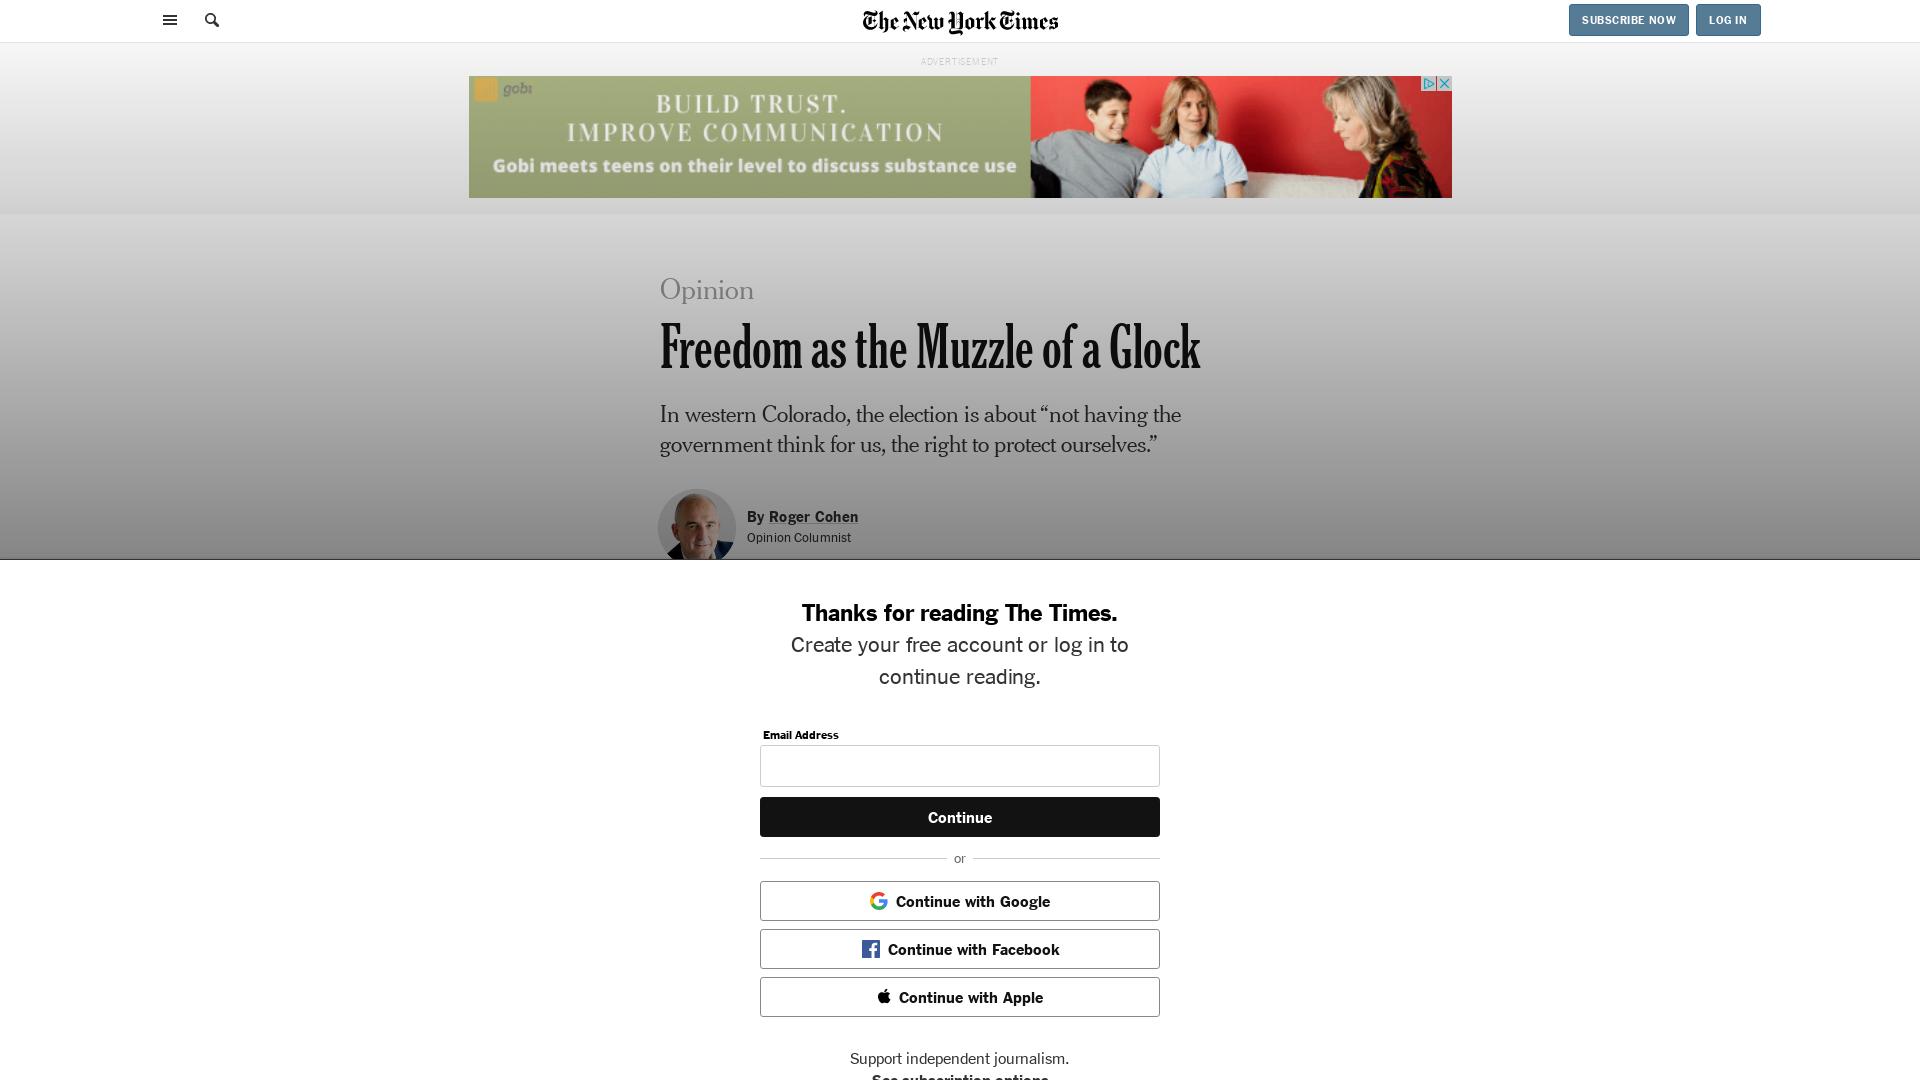 The New York Times
SUBSCRIBE NOW
LOG IN
ADVERTISEMENT
gobi
BUILD TRUST.
IMPROVE COMMUNICATION
Gobi meets teens on their level to discuss substance use
Opinion
Freedom as the Muzzle of a Glock
In western Colorado, the election is about “not having the
government think for us, the right to protect ourselves.”
By Roger Cohen
Opinion Columnist
Thanks for reading The Times.
Create your free account or log in to
continue reading.
Email Address
Continue
or
Continue with Google
Continue with Facebook
Continue with Apple
Support independent journalism.
See subscription options